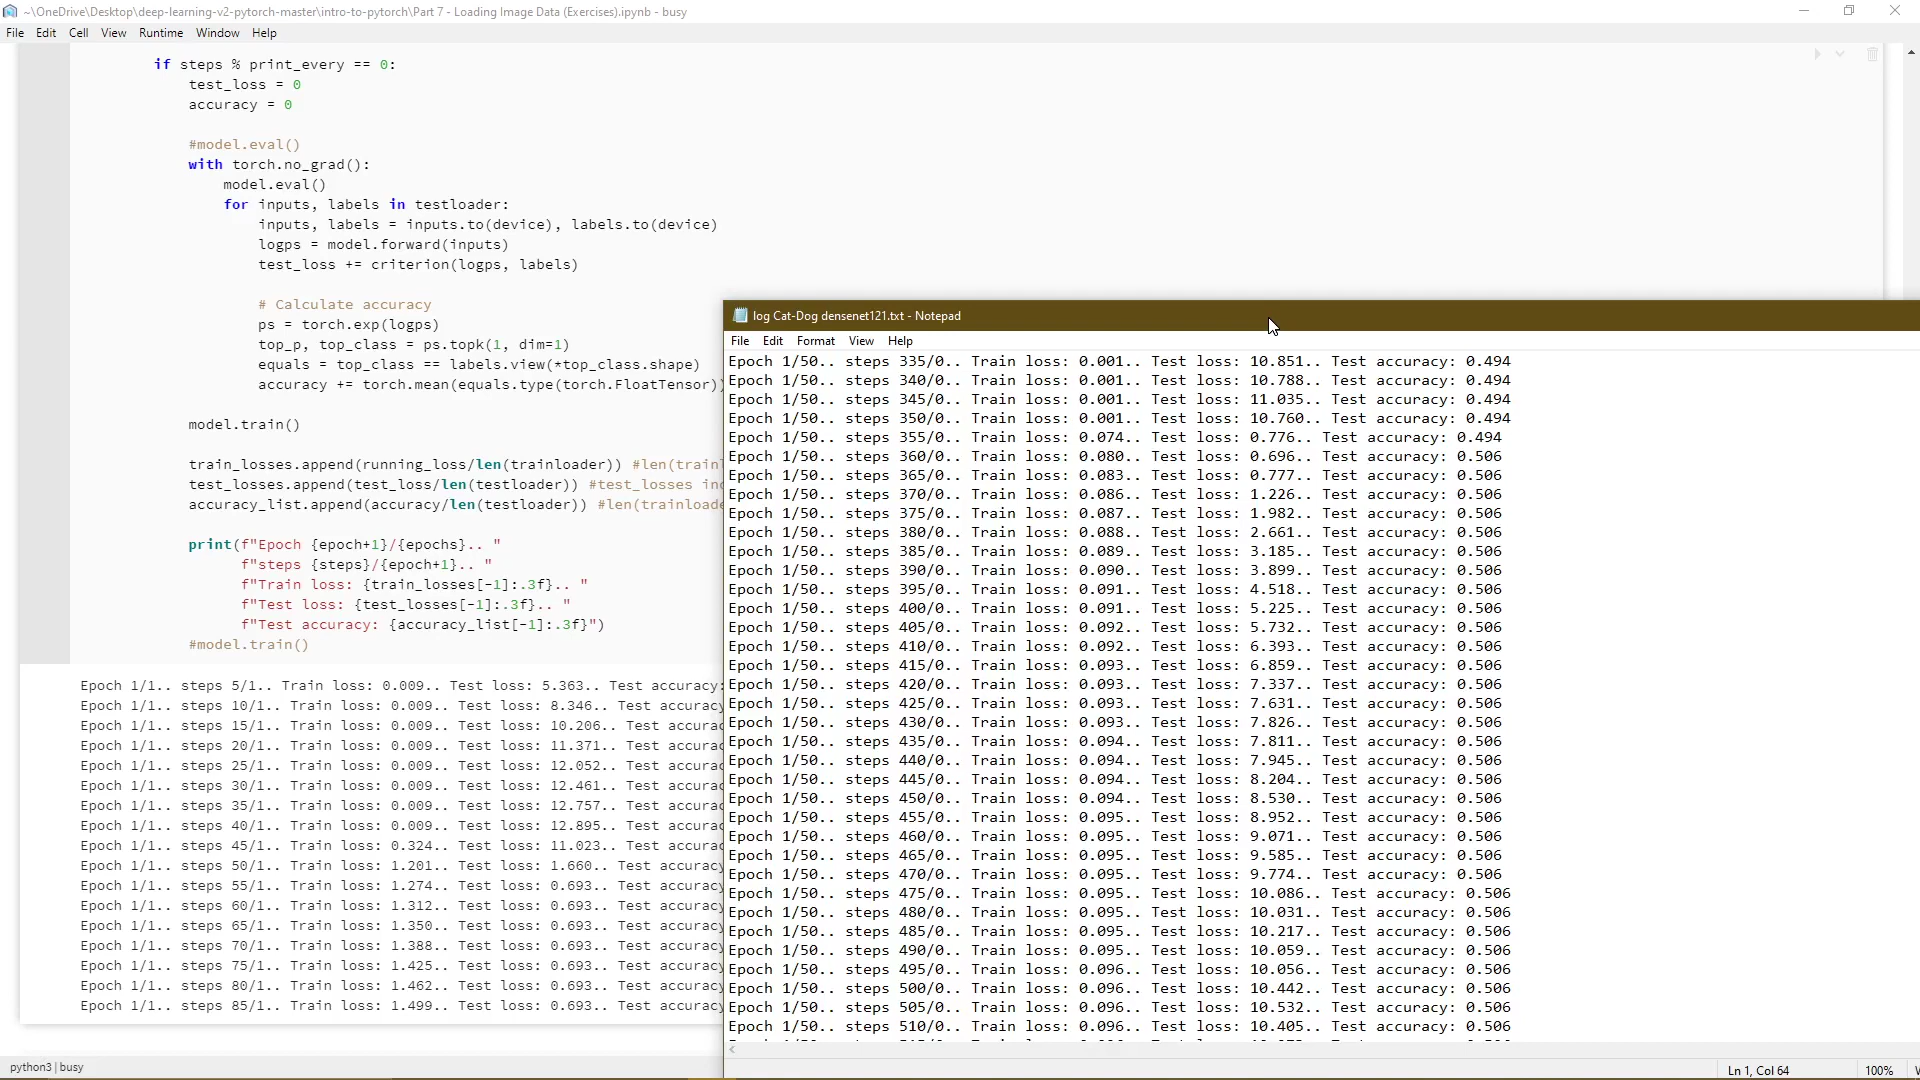 ~\OneDrive\Desktop\deep-learning-v2-pytorch-master\intro-to-pytorch\Part 7 - Loading Image Data (Exercises).ipynb - busy
File Edit Cell View Runtime Window Help
if steps % print_every == 0:
test_loss = 0
accuracy = 0
#model.eval()
with torch.no_grad():
model.eval()
for inputs, labels in testloader:
inputs, labels = inputs.to(device), labels.to(device)
logps = model.forward(inputs)
test_loss += criterion(logps, labels)
# Calculate accuracy
ps = torch.exp(logps)
top_p, top_class = ps.topk(1, dim=1)
equals = top_class == labels.view(*top_class.shape)
accuracy += torch.mean(equals.type(torch.FloatTensor))
model.train()
train_losses.append(running_loss/len(trainloader)) #len(train
test_losses.append(test_loss/len(testloader)) #test_losses in
accuracy_list.append(accuracy/len(testloader)) #len(trainloade
print(f"Epoch {epoch+1}/{epochs}.. "
f"steps {steps}/{epoch+1}.. "
f"Train loss: {train_losses[-1]:.3f}.. "
f"Test loss: {test_losses[-1]:.3f}.. "
f"Test accuracy: {accuracy_list[-1]:.3f}")
#model.train()
Epoch 1/1.. steps 5/1.. Train loss: 0.009.. Test loss: 5.363.. Test accuracy:
Epoch 1/1.. steps 10/1.. Train loss: 0.009.. Test loss: 8.346.. Test accuracy
Epoch 1/1.. steps 15/1.. Train loss: 0.009.. Test loss: 10.206.. Test accurac
Epoch 1/1.. steps 20/1.. Train loss: 0.009.. Test loss: 11.371.. Test accurac
Epoch 1/1.. steps 25/1.. Train loss: 0.009.. Test loss: 12.052.. Test accurac
Epoch 1/1.. steps 30/1.. Train loss: 0.009.. Test loss: 12.461.. Test accurac
Epoch 1/1.. steps 35/1.. Train loss: 0.009.. Test loss: 12.757.. Test accurac
Epoch 1/1.. steps 40/1.. Train loss: 0.009.. Test loss: 12.895.. Test accurac
Epoch 1/1.. steps 45/1.. Train loss: 0.324.. Test loss: 11.023.. Test accurac
Epoch 1/1.. steps 50/1.. Train loss: 1.201.. Test loss: 1.660.. Test accuracy
Epoch 1/1.. steps 55/1.. Train loss: 1.274.. Test loss: 0.693.. Test accuracy
Epoch 1/1.. steps 60/1.. Train loss: 1.312.. Test loss: 0.693.. Test accuracy
Epoch 1/1.. steps 65/1.. Train loss: 1.350.. Test loss: 0.693.. Test accuracy
Epoch 1/1.. steps 70/1.. Train loss: 1.388.. Test loss: 0.693.. Test accuracy
Epoch 1/1.. steps 75/1.. Train loss: 1.425.. Test loss: 0.693.. Test accuracy
Epoch 1/1.. steps 80/1.. Train loss: 1.462.. Test loss: 0.693.. Test accuracy
Epoch 1/1.. steps 85/1.. Train loss: 1.499.. Test loss: 0.693.. Test accuracy
python3 | busy
log Cat-Dog densenet121.txt - Notepad
File Edit Format View Help
Epoch 1/50.. steps 335/0.. Train loss: 0.001.. Test loss: 10.851.. Test accuracy: 0.494
Epoch 1/50.. steps 340/0.. Train loss: 0.001.. Test loss: 10.788.. Test accuracy: 0.494
Epoch 1/50.. steps 345/0.. Train loss: 0.001.. Test loss: 11.035.. Test accuracy: 0.494
Epoch 1/50.. steps 350/0.. Train loss: 0.001.. Test loss: 10.760.. Test accuracy: 0.494
Epoch 1/50.. steps 355/0.. Train loss: 0.074.. Test loss: 0.776.. Test accuracy: 0.494
Epoch 1/50.. steps 360/0.. Train loss: 0.080.. Test loss: 0.696.. Test accuracy: 0.506
Epoch 1/50.. steps 365/0.. Train loss: 0.083.. Test loss: 0.777.. Test accuracy: 0.506
Epoch 1/50.. steps 370/0.. Train loss: 0.086.. Test loss: 1.226.. Test accuracy: 0.506
Epoch 1/50.. steps 375/0.. Train loss: 0.087.. Test loss: 1.982.. Test accuracy: 0.506
Epoch 1/50.. steps 380/0.. Train loss: 0.088.. Test loss: 2.661.. Test accuracy: 0.506
Epoch 1/50.. steps 385/0.. Train loss: 0.089.. Test loss: 3.185.. Test accuracy: 0.506
Epoch 1/50.. steps 390/0.. Train loss: 0.090.. Test loss: 3.899.. Test accuracy: 0.506
Epoch 1/50.. steps 395/0.. Train loss: 0.091.. Test loss: 4.518.. Test accuracy: 0.506
Epoch 1/50.. steps 400/0.. Train loss: 0.091.. Test loss: 5.225.. Test accuracy: 0.506
Epoch 1/50.. steps 405/0.. Train loss: 0.092.. Test loss: 5.732.. Test accuracy: 0.506
Epoch 1/50.. steps 410/0.. Train loss: 0.092.. Test loss: 6.393.. Test accuracy: 0.506
Epoch 1/50.. steps 415/0.. Train loss: 0.093.. Test loss: 6.859.. Test accuracy: 0.506
Epoch 1/50.. steps 420/0.. Train loss: 0.093.. Test loss: 7.337.. Test accuracy: 0.506
Epoch 1/50.. steps 425/0.. Train loss: 0.093.. Test loss: 7.631.. Test accuracy: 0.506
Epoch 1/50.. steps 430/0.. Train loss: 0.093.. Test loss: 7.826.. Test accuracy: 0.506
Epoch 1/50.. steps 435/0.. Train loss: 0.094.. Test loss: 7.811.. Test accuracy: 0.506
Epoch 1/50.. steps 440/0.. Train loss: 0.094.. Test loss: 7.945.. Test accuracy: 0.506
Epoch 1/50.. steps 445/0.. Train loss: 0.094.. Test loss: 8.204.. Test accuracy: 0.506
Epoch 1/50.. steps 450/0.. Train loss: 0.094.. Test loss: 8.530.. Test accuracy: 0.506
Epoch 1/50.. steps 455/0.. Train loss: 0.095.. Test loss: 8.952.. Test accuracy: 0.506
Epoch 1/50.. steps 460/0.. Train loss: 0.095.. Test loss: 9.071.. Test accuracy: 0.506
Epoch 1/50.. steps 465/0.. Train loss: 0.095.. Test loss: 9.585.. Test accuracy: 0.506
Epoch 1/50.. steps 470/0.. Train loss: 0.095.. Test loss: 9.774.. Test accuracy: 0.506
Epoch 1/50.. steps 475/0.. Train loss: 0.095.. Test loss: 10.086.. Test accuracy: 0.506
Epoch 1/50.. steps 480/0.. Train loss: 0.095.. Test loss: 10.031.. Test accuracy: 0.506
Epoch 1/50.. steps 485/0.. Train loss: 0.095.. Test loss: 10.217.. Test accuracy: 0.506
Epoch 1/50.. steps 490/0.. Train loss: 0.095.. Test loss: 10.059.. Test accuracy: 0.506
Epoch 1/50.. steps 495/0.. Train loss: 0.096.. Test loss: 10.056.. Test accuracy: 0.506
Epoch 1/50.. steps 500/0.. Train loss: 0.096.. Test loss: 10.442.. Test accuracy: 0.506
Epoch 1/50.. steps 505/0.. Train loss: 0.096.. Test loss: 10.532.. Test accuracy: 0.506
Epoch 1/50.. steps 510/0.. Train loss: 0.096.. Test loss: 10.405.. Test accuracy: 0.506
Ln 1, Col 64 100%